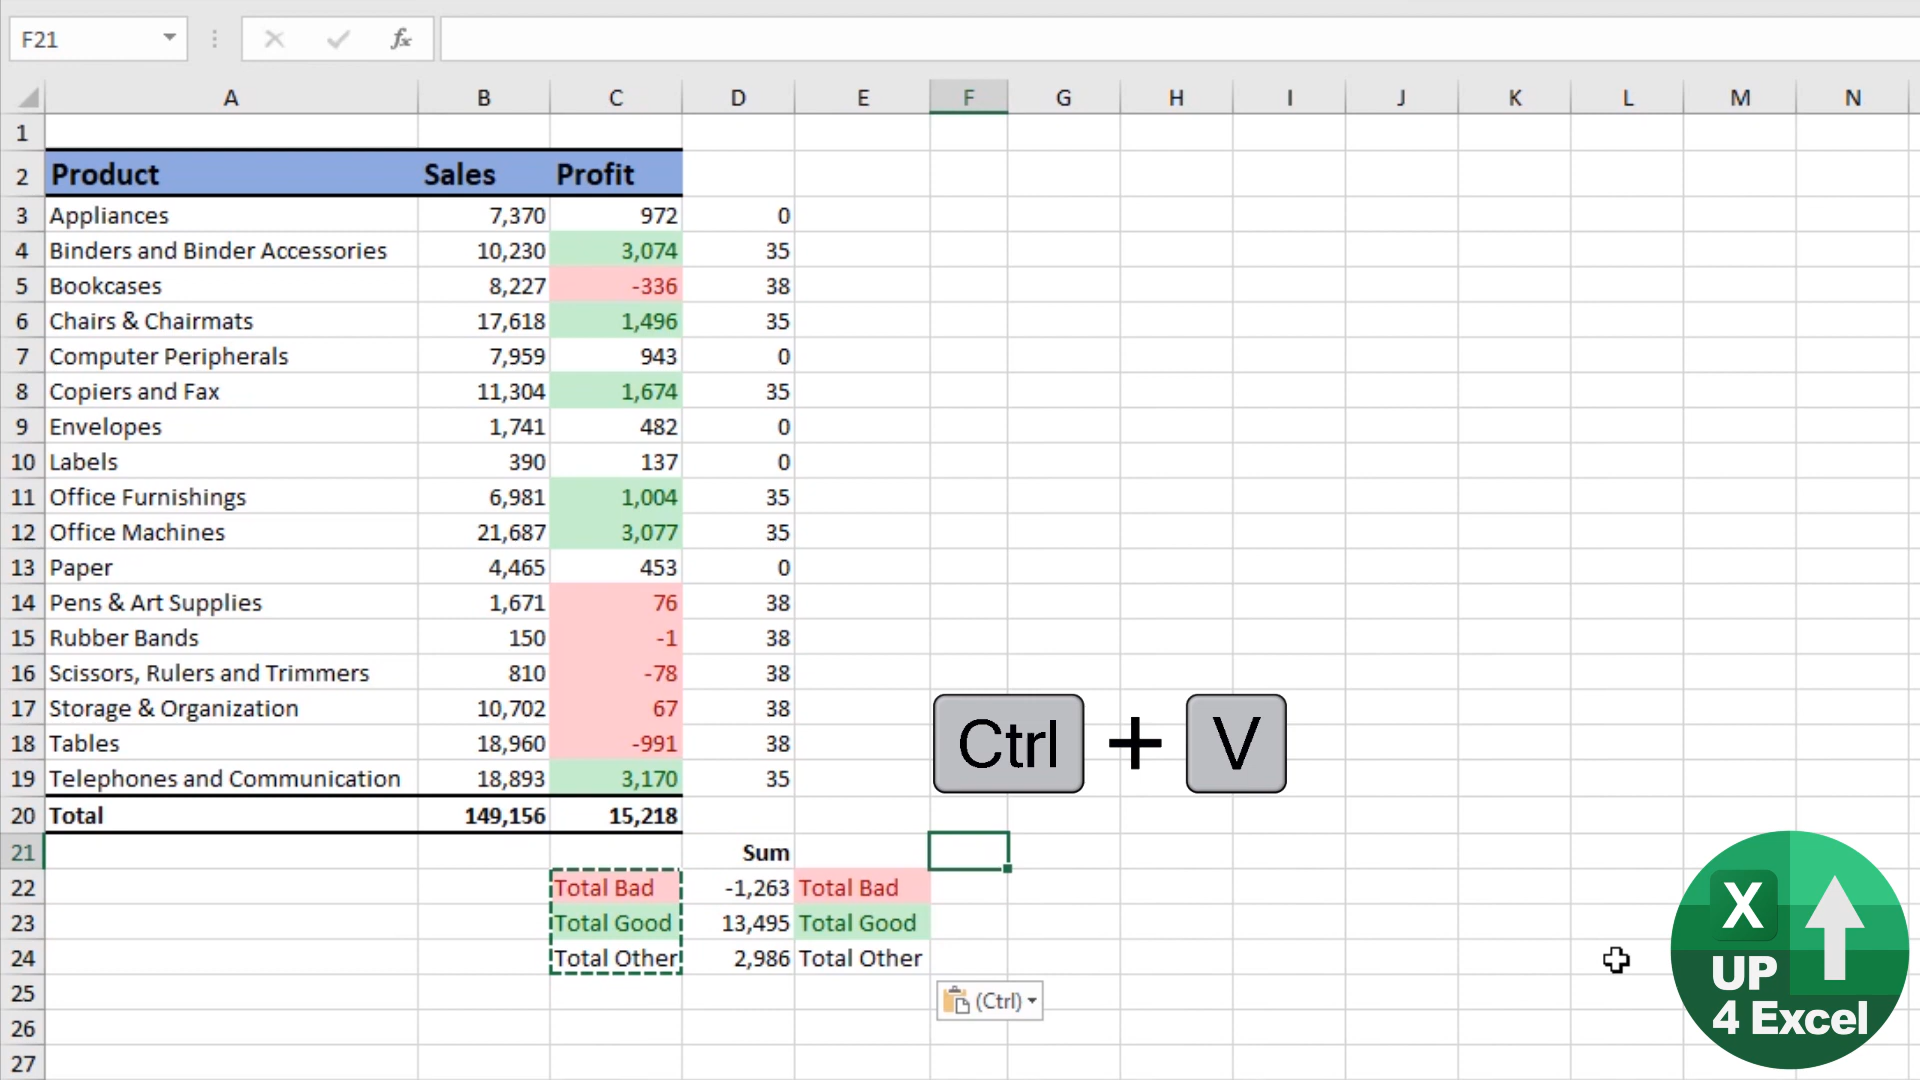 F21
fx
A B C D E F G H I J K L M N
1
2 Product Sales Profit
3 Appliances 7,370 972 0
4 Binders and Binder Accessories 10,230 3,074 35
5 Bookcases 8,227 -336 38
6 Chairs & Chairmats 17,618 1,496 35
7 Computer Peripherals 7,959 943 0
8 Copiers and Fax 11,304 1,674 35
9 Envelopes 1,741 482 0
10 Labels 390 137 0
11 Office Furnishings 6,981 1,004 35
12 Office Machines 21,687 3,077 35
13 Paper 4,465 453 0
14 Pens & Art Supplies 1,671 76 38
15 Rubber Bands 150 -1 38
16 Scissors, Rulers and Trimmers 810 -78 38
17 Storage & Organization 10,702 67 38
18 Tables 18,960 -991 38
Ctrl + V
19 Telephones and Communication 18,893 3,170 35
20 Total 149,156 15,218
21 Sum
22 Total Bad -1,263 Total Bad
23 Total Good 13,495 Total Good
24 Total Other 2,986 Total Other
25 (Ctrl)
26
27
X
UP
4 Excel